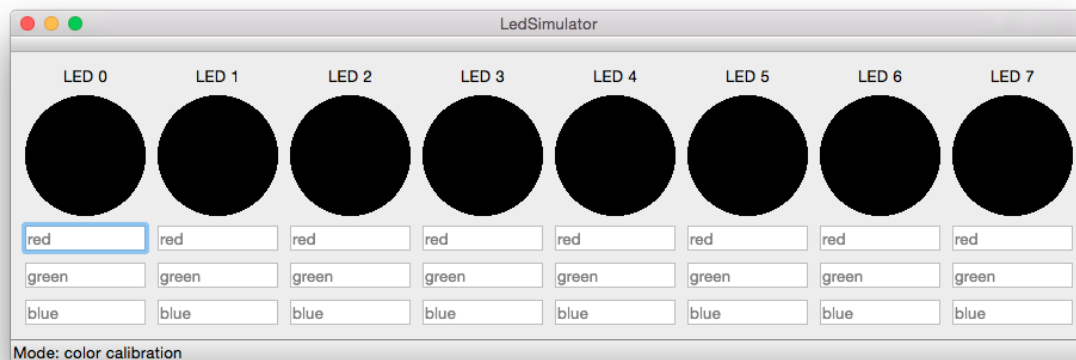 LedSimulator
LED 0 LED 1 LED 2 LED 3 LED 4 LED 5 LED 6 LED 7
red red red red red red red red
green green green green green green green green
blue blue blue blue blue blue blue blue
Mode: color calibration